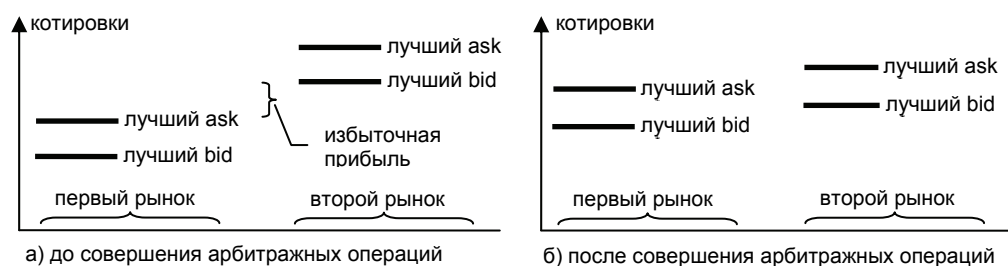 котировки
лучший ask
лучший bid
лучший ask
лучший bid
избыточная
прибыль
первый рынок
второй рынок
а) до совершения арбитражных операций
котировки
лучший ask
лучший bid
лучший ask
лучший bid
первый рынок
второй рынок
б) после совершения арбитражных операций